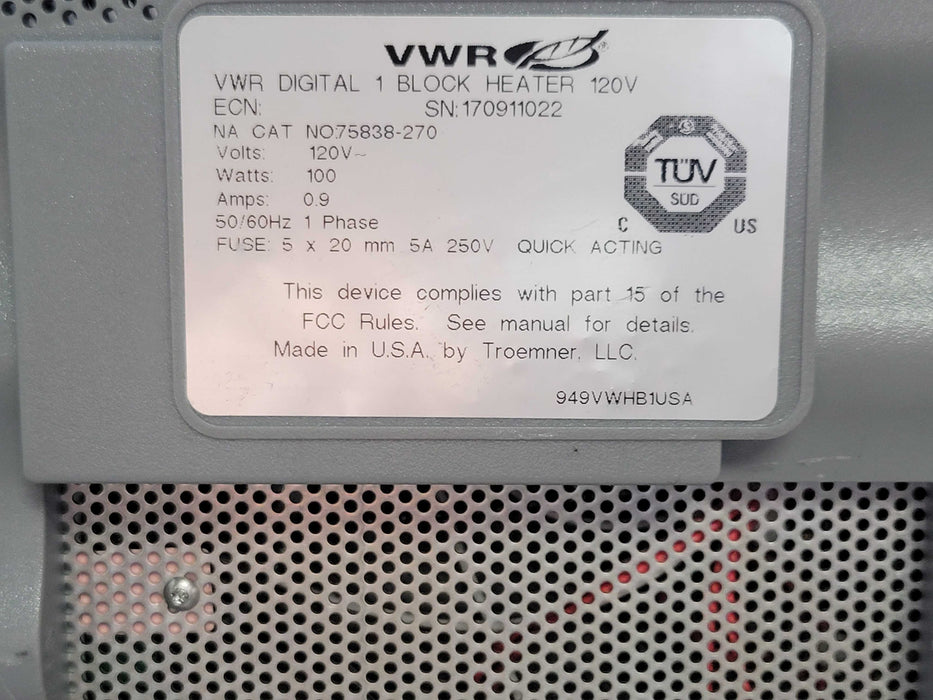 VWR
VWR DIGITAL 1 BLOCK HEATER 120V
ECN: SN: 170911022
NA CAT NO:75838-270
Volts: 120V~
Watts: 100
Amps: 0.9
50/60Hz 1 Phase
FUSE: 5 x 20 mm 5A 250V QUICK ACTING
TÜV
SÜD
C US
This device complies with part 15 of the
FCC Rules. See manual for details.
Made in U.S.A. by Troemner, LLC.
949VWHB1USA